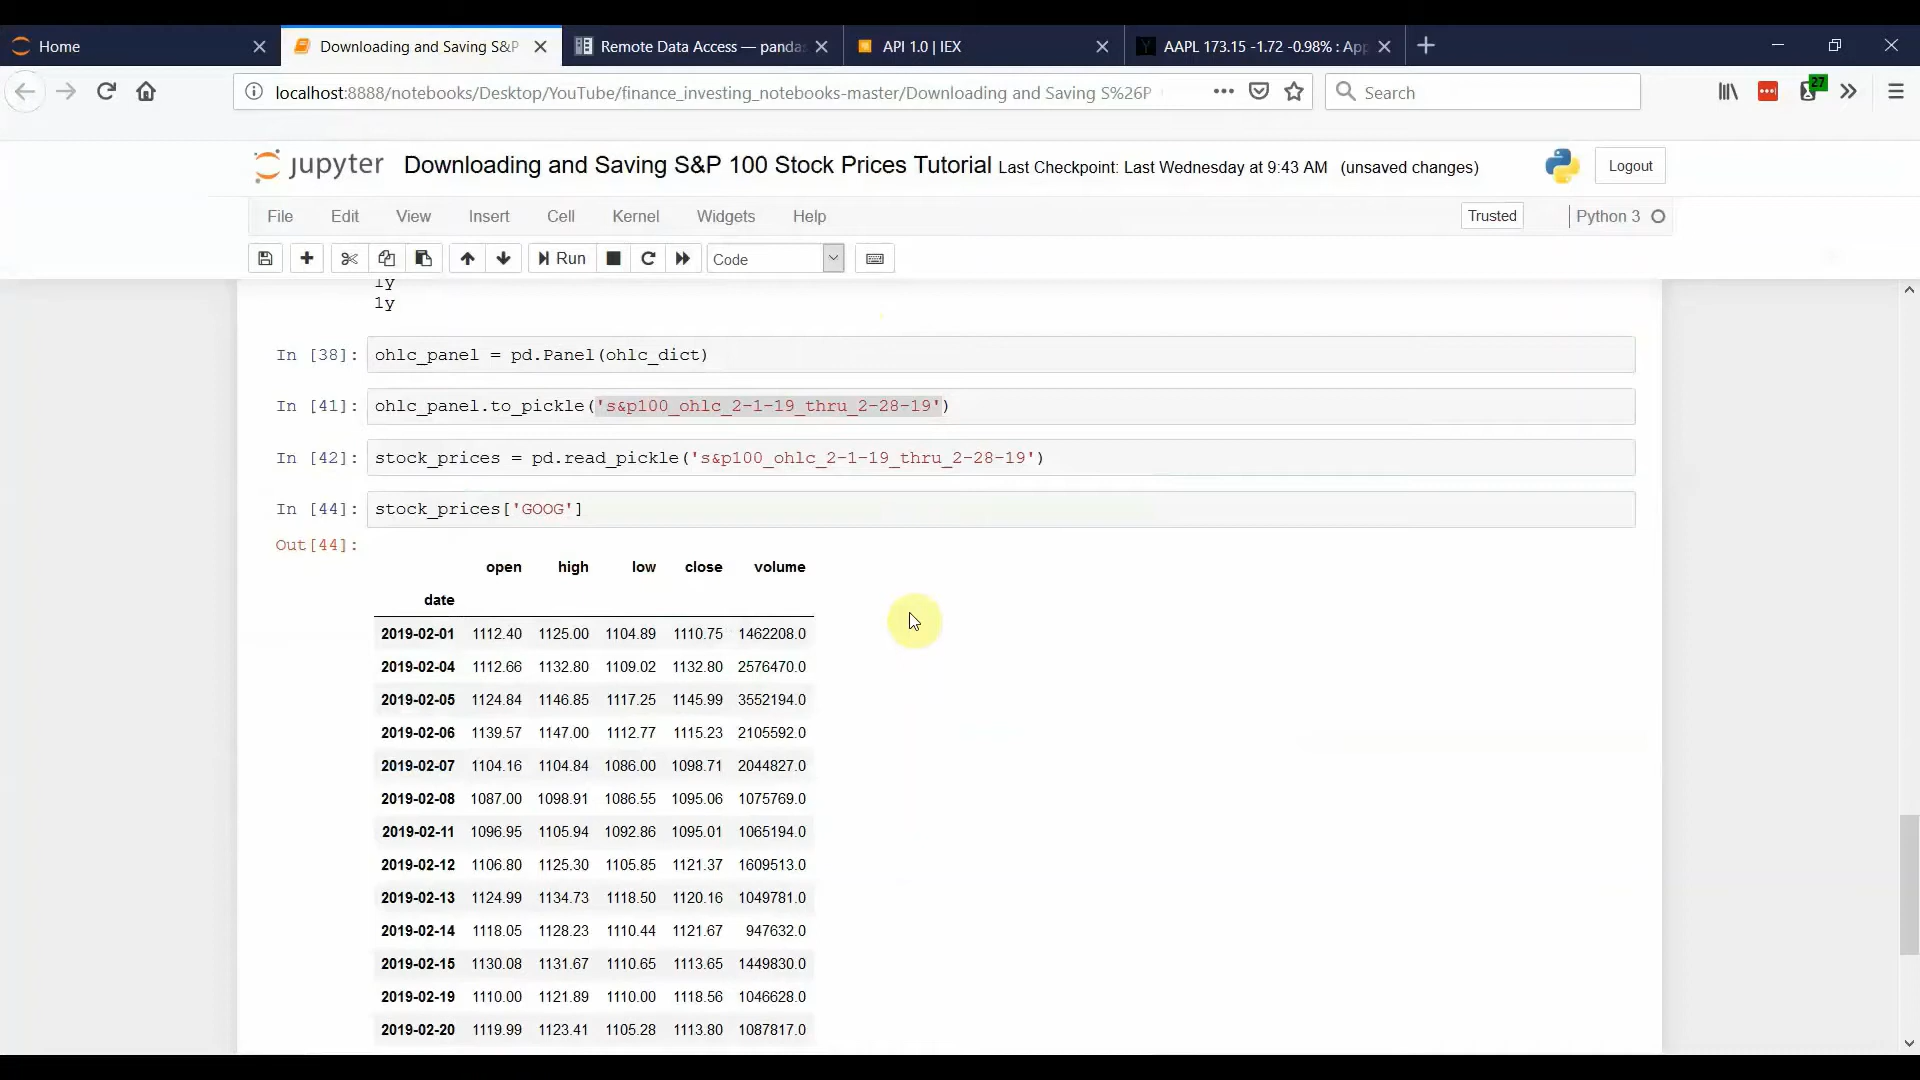 Home
Downloading and Saving S&P
Remote Data Access — panda
API 1.0 | IEX
AAPL 173.15 -1.72 -0.98% : App
localhost:8888/notebooks/Desktop/YouTube/finance_investing_notebooks-master/Downloading and Saving S%26P
Search
27
jupyter Downloading and Saving S&P 100 Stock Prices Tutorial Last Checkpoint: Last Wednesday at 9:43 AM (unsaved changes)
Logout
File Edit View Insert Cell Kernel Widgets Help
Trusted
Python 3
Run
Code
1y
1y
In [38]: ohlc_panel = pd.Panel(ohlc_dict)
In [41]: ohlc_panel.to_pickle('s&p100_ohlc_2-1-19_thru_2-28-19')
In [42]: stock_prices = pd.read_pickle('s&p100_ohlc_2-1-19_thru_2-28-19')
In [44]: stock_prices['GOOG']
Out[44]:
open high low close volume
date
2019-02-01 1112.40 1125.00 1104.89 1110.75 1462208.0
2019-02-04 1112.66 1132.80 1109.02 1132.80 2576470.0
2019-02-05 1124.84 1146.85 1117.25 1145.99 3552194.0
2019-02-06 1139.57 1147.00 1112.77 1115.23 2105592.0
2019-02-07 1104.16 1104.84 1086.00 1098.71 2044827.0
2019-02-08 1087.00 1098.91 1086.55 1095.06 1075769.0
2019-02-11 1096.95 1105.94 1092.86 1095.01 1065194.0
2019-02-12 1106.80 1125.30 1105.85 1121.37 1609513.0
2019-02-13 1124.99 1134.73 1118.50 1120.16 1049781.0
2019-02-14 1118.05 1128.23 1110.44 1121.67 947632.0
2019-02-15 1130.08 1131.67 1110.65 1113.65 1449830.0
2019-02-19 1110.00 1121.89 1110.00 1118.56 1046628.0
2019-02-20 1119.99 1123.41 1105.28 1113.80 1087817.0